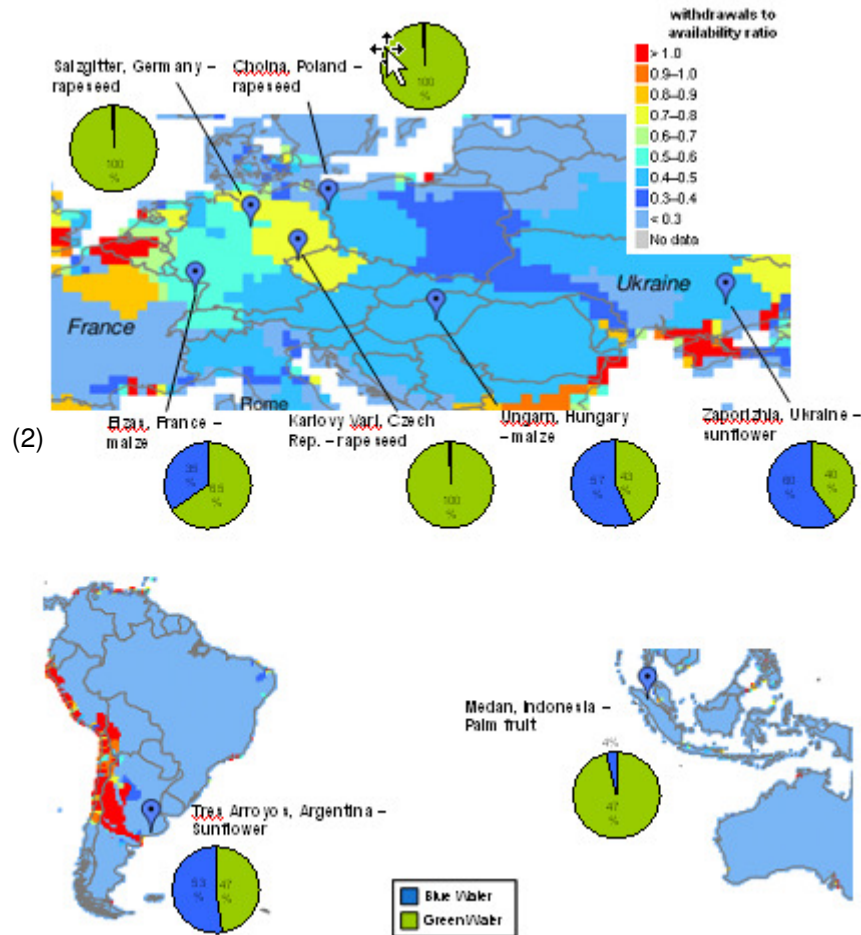 withdrawals to
availability ratio
> 1.0
0.9–1.0
0.8–0.9
0.7–0.8
0.6–0.7
0.5–0.6
0.4–0.5
0.3–0.4
< 0.3
No data
Salzgitter, Germany –
rapeseed
Chojna, Poland –
rapeseed
100
%
100
%
Ukraine
France
Rome
(2)
Elzas, France –
maize
Karlovy Vari, Czech
Rep. – rapeseed
Ungarn, Hungary
– maize
Zaporizhia, Ukraine –
sunflower
35
%
65
%
100
%
57
%
43
%
60
%
40
%
Medan, Indonesia –
Palm fruit
4%
47
%
Tres Arroyos, Argentina –
Sunflower
53
%
47
%
Blue Water
Green Water